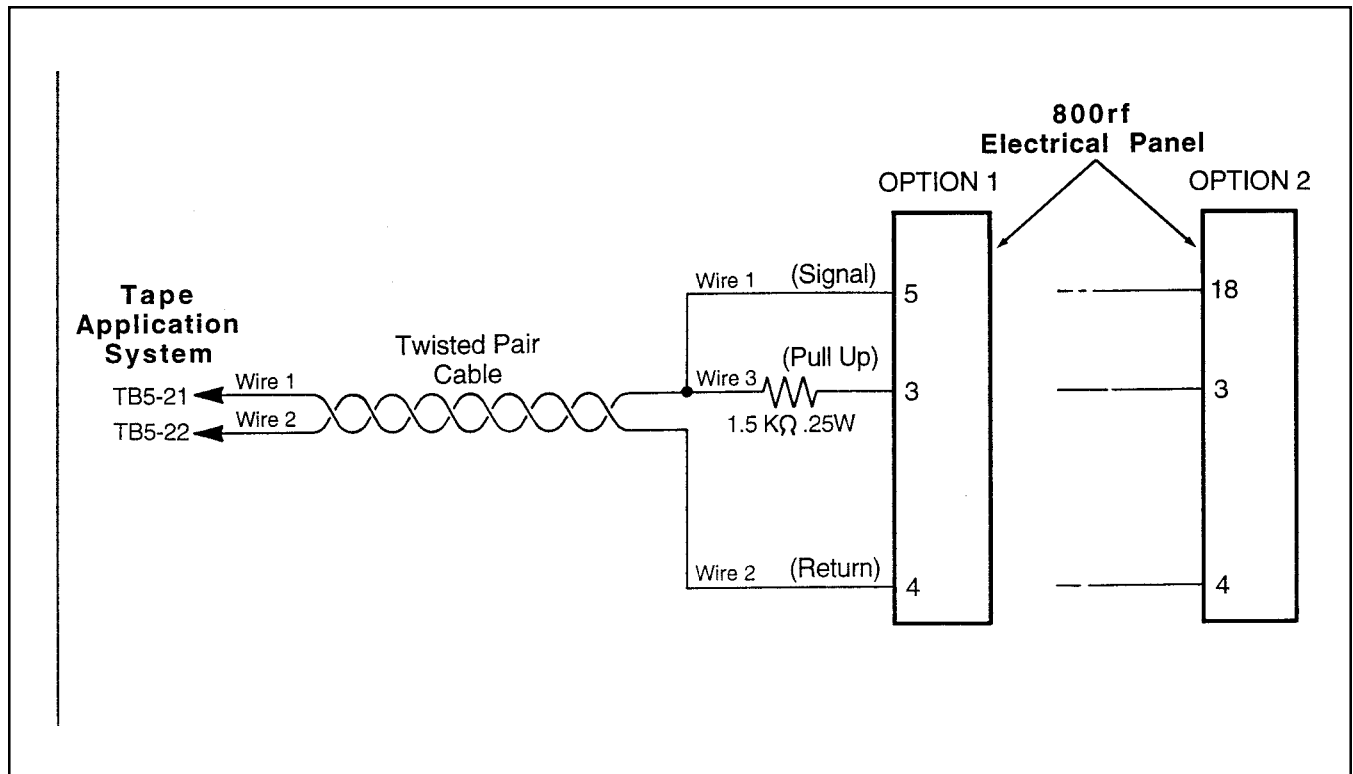 800rf
Electrical Panel
OPTION 1
OPTION 2
Wire 1
(Signal)
5
18
Tape
Application
System
Twisted Pair
Cable
(Pull Up)
TB5-21
Wire 1
Wire 3
3
3
TB5-22
Wire 2
1.5 KΩ .25W
Wire 2
(Return)
4
4